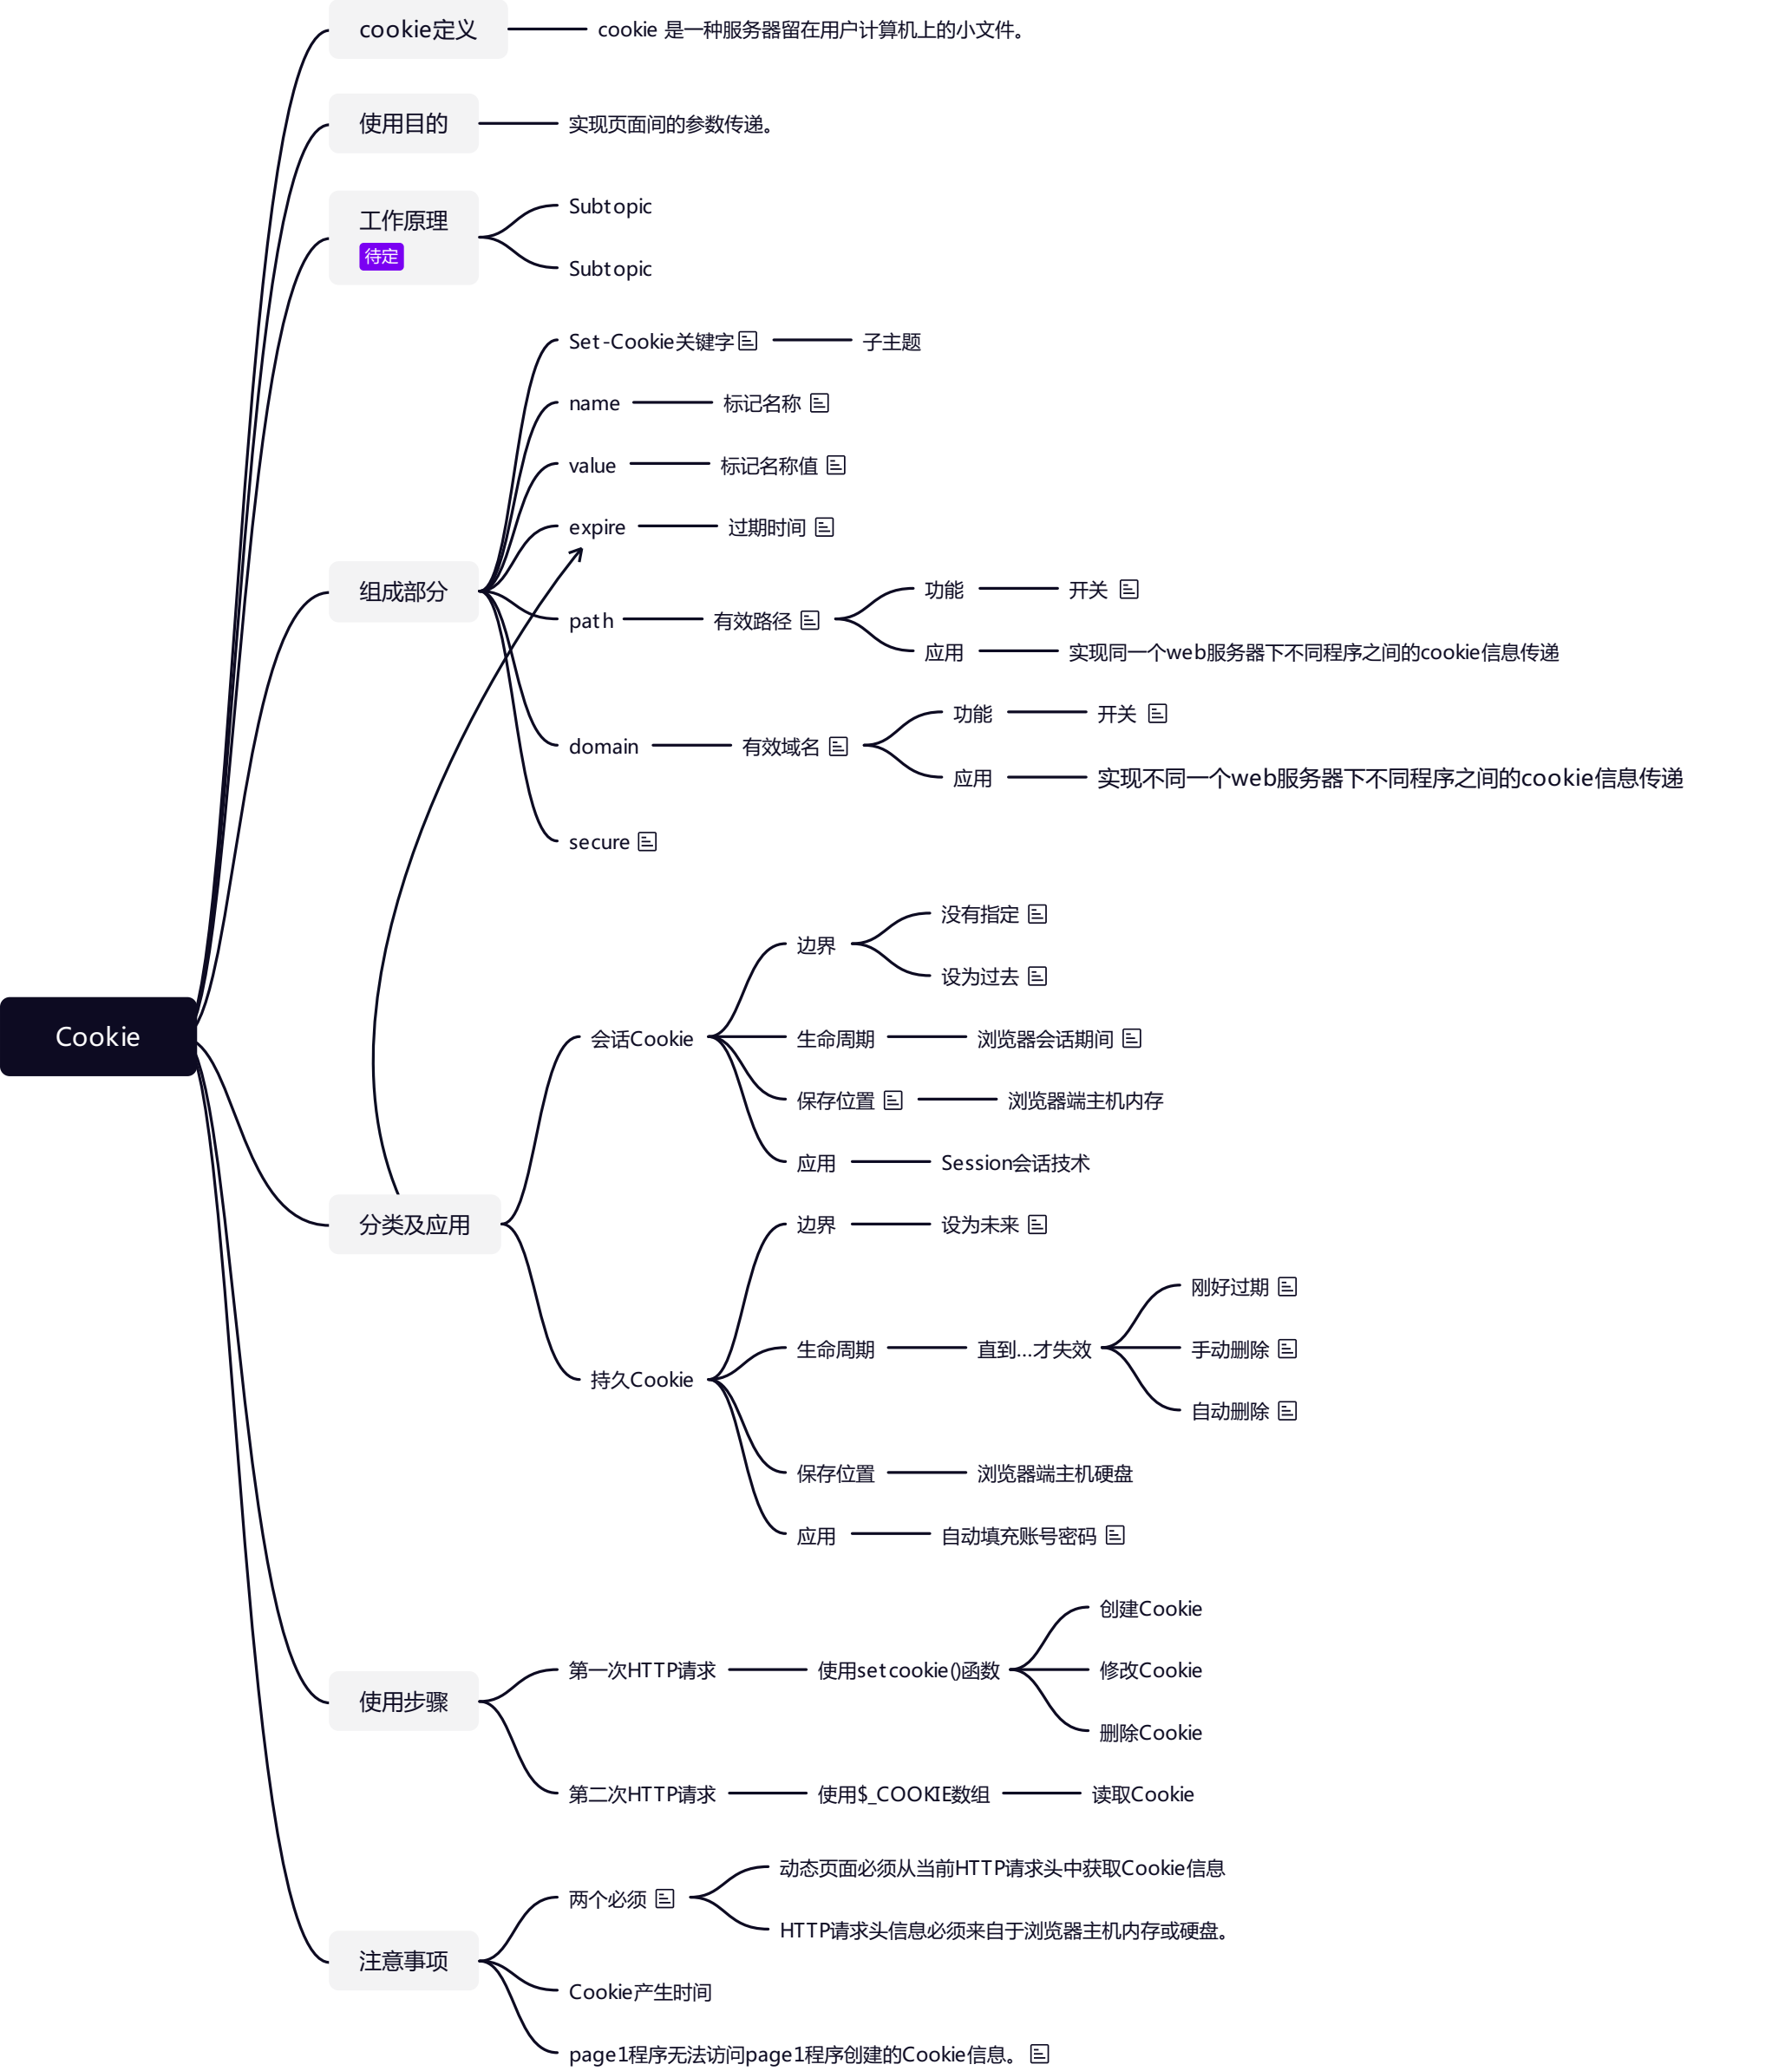 cookie定义
cookie 是一种服务器留在用户计算机上的小文件。
使用目的
实现页面间的参数传递。
工作原理
待定
Subtopic
Subtopic
组成部分
Set-Cookie关键字
子主题
name
标记名称
value
标记名称值
expire
过期时间
path
有效路径
功能
开关
应用
实现同一个web服务器下不同程序之间的cookie信息传递
domain
有效域名
功能
开关
应用
实现不同一个web服务器下不同程序之间的cookie信息传递
secure
Cookie
分类及应用
会话Cookie
边界
没有指定
设为过去
生命周期
浏览器会话期间
保存位置
浏览器端主机内存
应用
Session会话技术
持久Cookie
边界
设为未来
生命周期
直到...才失效
刚好过期
手动删除
自动删除
保存位置
浏览器端主机硬盘
应用
自动填充账号密码
使用步骤
第一次HTTP请求
使用setcookie()函数
创建Cookie
修改Cookie
删除Cookie
第二次HTTP请求
使用$_COOKIE数组
读取Cookie
注意事项
两个必须
动态页面必须从当前HTTP请求头中获取Cookie信息
HTTP请求头信息必须来自于浏览器主机内存或硬盘。
Cookie产生时间
page1程序无法访问page1程序创建的Cookie信息。